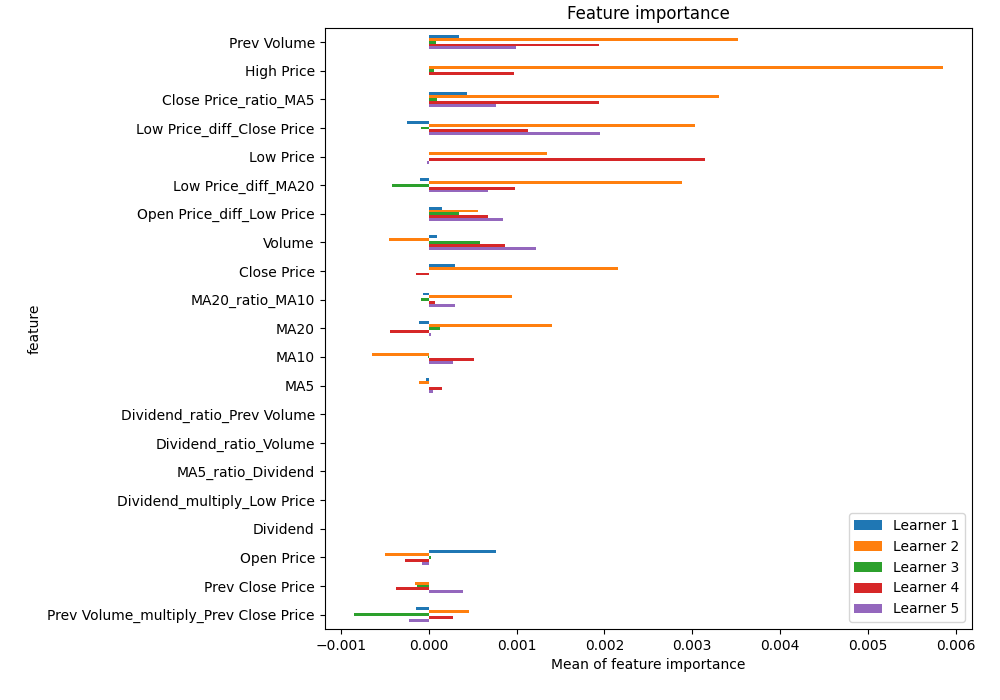 Feature importance
Prev Volume
High Price
Close Price_ratio_MA5
Low Price_diff_Close Price
Low Price
Low Price_diff_MA20
Open Price_diff_Low Price
Volume
Close Price
MA20_ratio_MA10
MA20
MA10
MA5
Dividend_ratio_Prev Volume
Dividend_ratio_Volume
MA5_ratio_Dividend
Dividend_multiply_Low Price
Dividend
Open Price
Prev Close Price
Prev Volume_multiply_Prev Close Price
feature
Learner 1
Learner 2
Learner 3
Learner 4
Learner 5
−0.001 0.000 0.001 0.002 0.003 0.004 0.005 0.006
Mean of feature importance